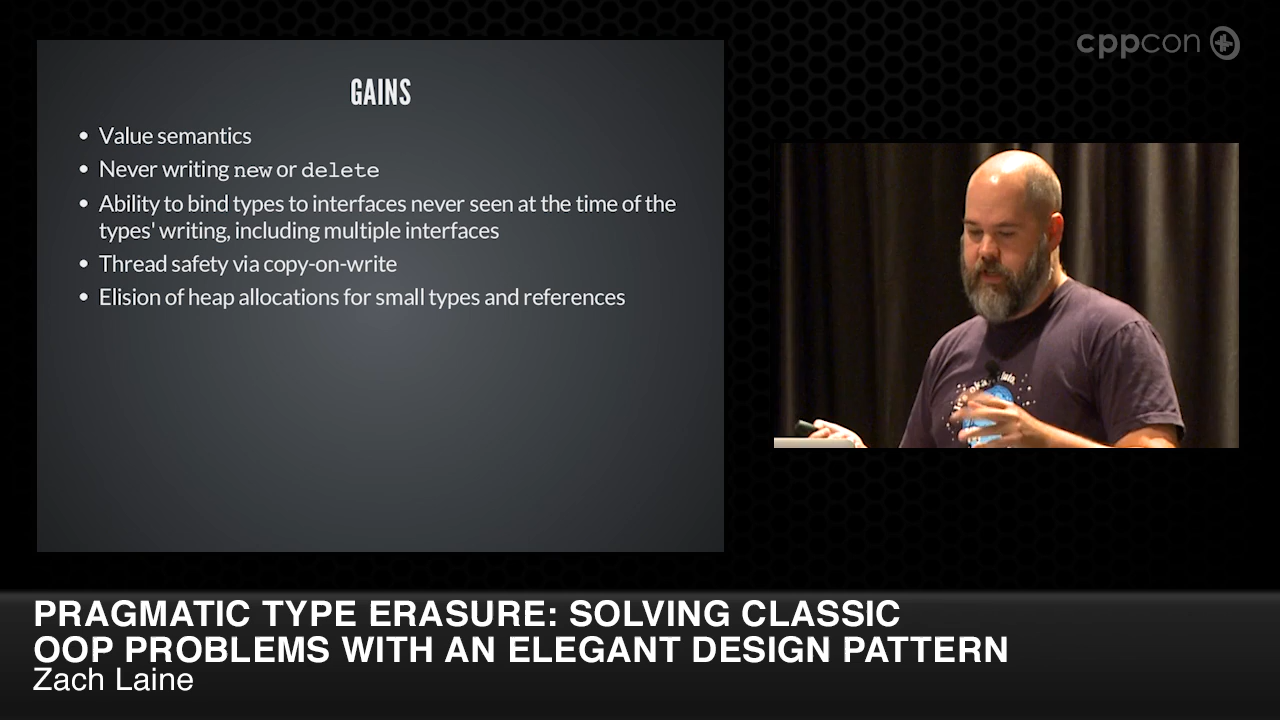 cppcon
GAINS
• Value semantics
• Never writing new or delete
• Ability to bind types to interfaces never seen at the time of the
types' writing, including multiple interfaces
• Thread safety via copy-on-write
• Elision of heap allocations for small types and references
PRAGMATIC TYPE ERASURE: SOLVING CLASSIC
OOP PROBLEMS WITH AN ELEGANT DESIGN PATTERN
Zach Laine